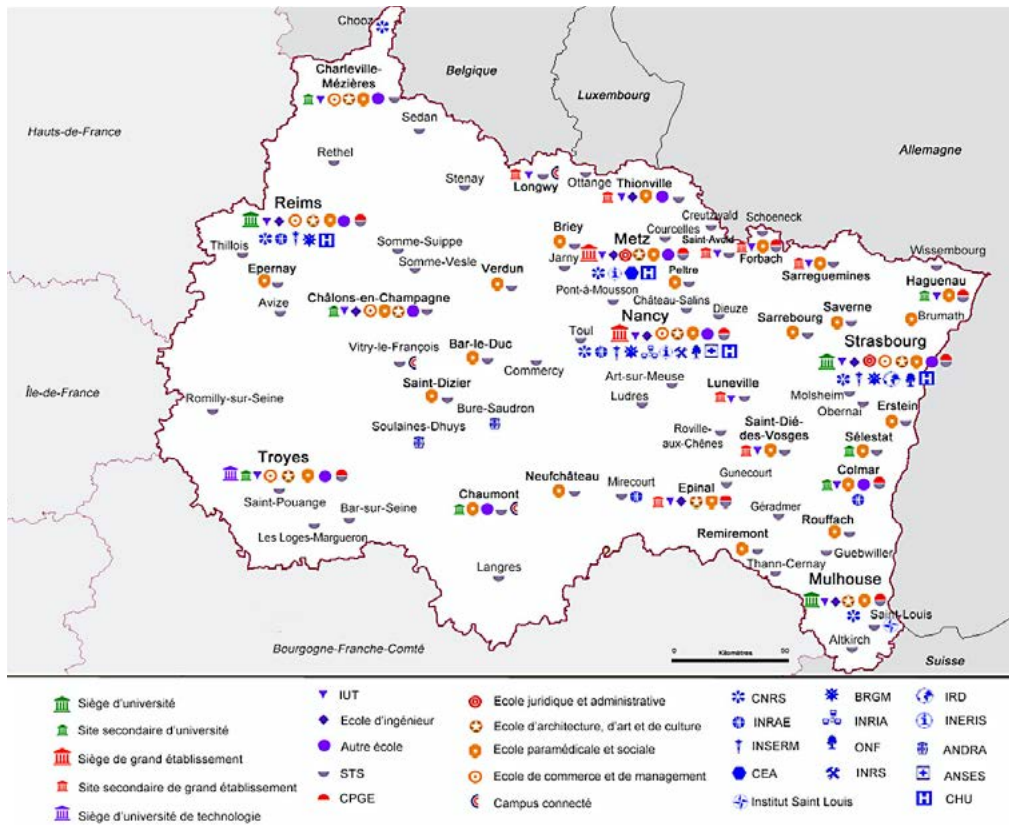 Chooz
Charleville-
Mézières
Belgique
Luxembourg
Hauts-de-France
Allemagne
Sedan
Rethel
Stenay
Longwy
Ottange
Thionville
Reims
Creutzwald
Schoeneck
Thillois
Somme-Suippe
Briey
Metz
Courcelles
Saint-Avold
Forbach
Wissembourg
Epernay
Somme-Vesle
Verdun
Jarny
Peltre
Sarreguemines
Haguenau
Avize
Châlons-en-Champagne
Pont-à-Mousson
Château-Salins
Dieuze
Sarrebourg
Saverne
Brumath
Nancy
Toul
Strasbourg
Vitry-le-François
Bar-le-Duc
Commercy
Art-sur-Meuse
Île-de-France
Saint-Dizier
Luneville
Molsheim
Romilly-sur-Seine
Bure-Saudron
Ludres
Obernai
Erstein
Soulaines-Dhuys
Roville-
aux-Chênes
Saint-Dié-
des-Vosges
Sélestat
Troyes
Neufchâteau
Mirecourt
Gunecourt
Colmar
Saint-Pouange
Chaumont
Epinal
Bar-sur-Seine
Gérardmer
Rouffach
Les Loges-Margueron
Remiremont
Guebwiller
Langres
Thann-Cernay
Mulhouse
Saint-Louis
Altkirch
0 Kilomètres 50
Bourgogne-Franche-Comté
Suisse
Siège d'université
Site secondaire d'université
Siège de grand établissement
Site secondaire de grand établissement
Siège d'université de technologie
IUT
Ecole d'ingénieur
Autre école
STS
CPGE
Ecole juridique et administrative
Ecole d'architecture, d'art et de culture
Ecole paramédicale et sociale
Ecole de commerce et de management
Campus connecté
CNRS
INRAE
INSERM
CEA
Institut Saint Louis
BRGM
INRIA
ONF
INRS
IRD
INERIS
ANDRA
ANSES
CHU